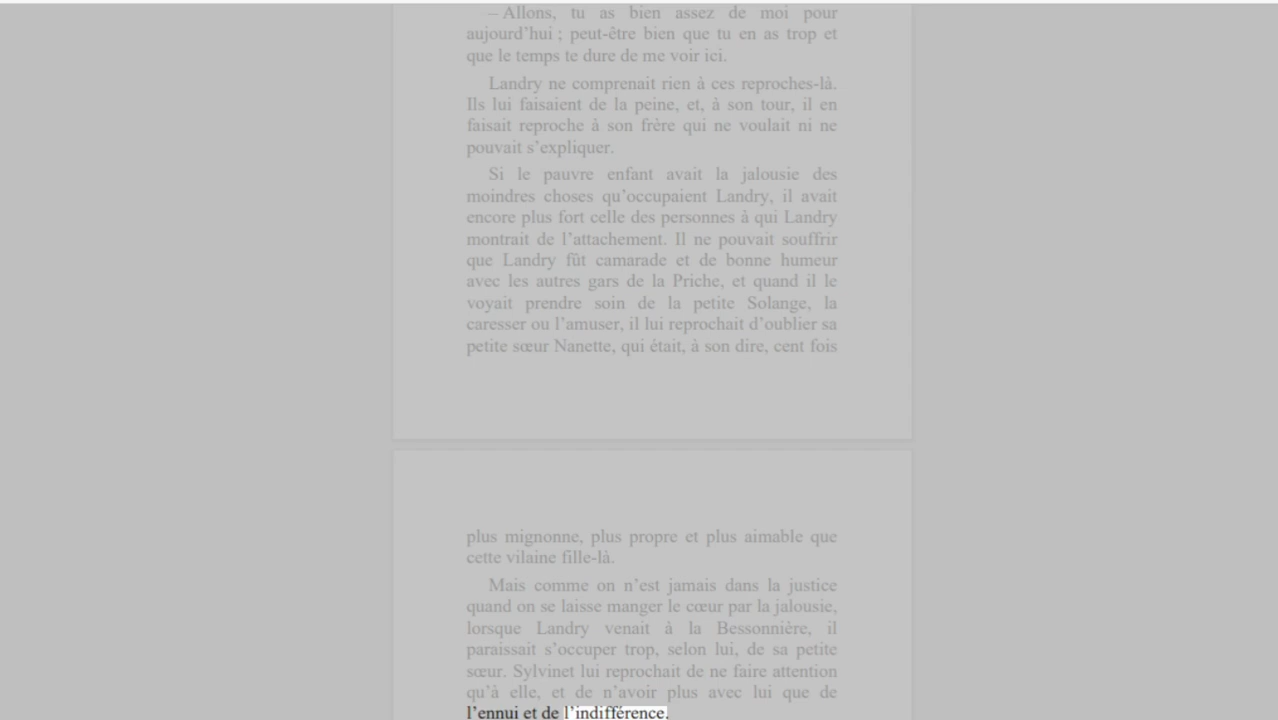 – Allons, tu as bien assez de moi pour
aujourd’hui ; peut-être bien que tu en as trop et
que le temps te dure de me voir ici.
Landry ne comprenait rien à ces reproches-là.
Ils lui faisaient de la peine, et, à son tour, il en
faisait reproche à son frère qui ne voulait ni ne
pouvait s’expliquer.
Si le pauvre enfant avait la jalousie des
moindres choses qu’occupaient Landry, il avait
encore plus fort celle des personnes à qui Landry
montrait de l’attachement. Il ne pouvait souffrir
que Landry fût camarade et de bonne humeur
avec les autres gars de la Priche, et quand il le
voyait prendre soin de la petite Solange, la
caresser ou l’amuser, il lui reprochait d’oublier sa
petite sœur Nanette, qui était, à son dire, cent fois
plus mignonne, plus propre et plus aimable que
cette vilaine fille-là.
Mais comme on n’est jamais dans la justice
quand on se laisse manger le cœur par la jalousie,
lorsque Landry venait à la Bessonnière, il
paraissait s’occuper trop, selon lui, de sa petite
sœur. Sylvinet lui reprochait de ne faire attention
qu’à elle, et de n’avoir plus avec lui que de
l’ennui et de l’indifférence.